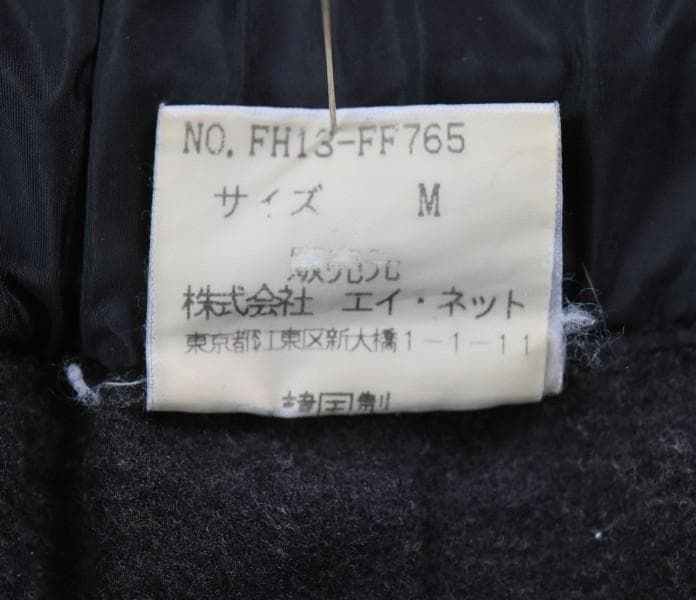 NO. FH13-FF765
サイズ M
販売元
株式会社 エイ・ネット
東京都江東区新大橋1-1-11
韓国製